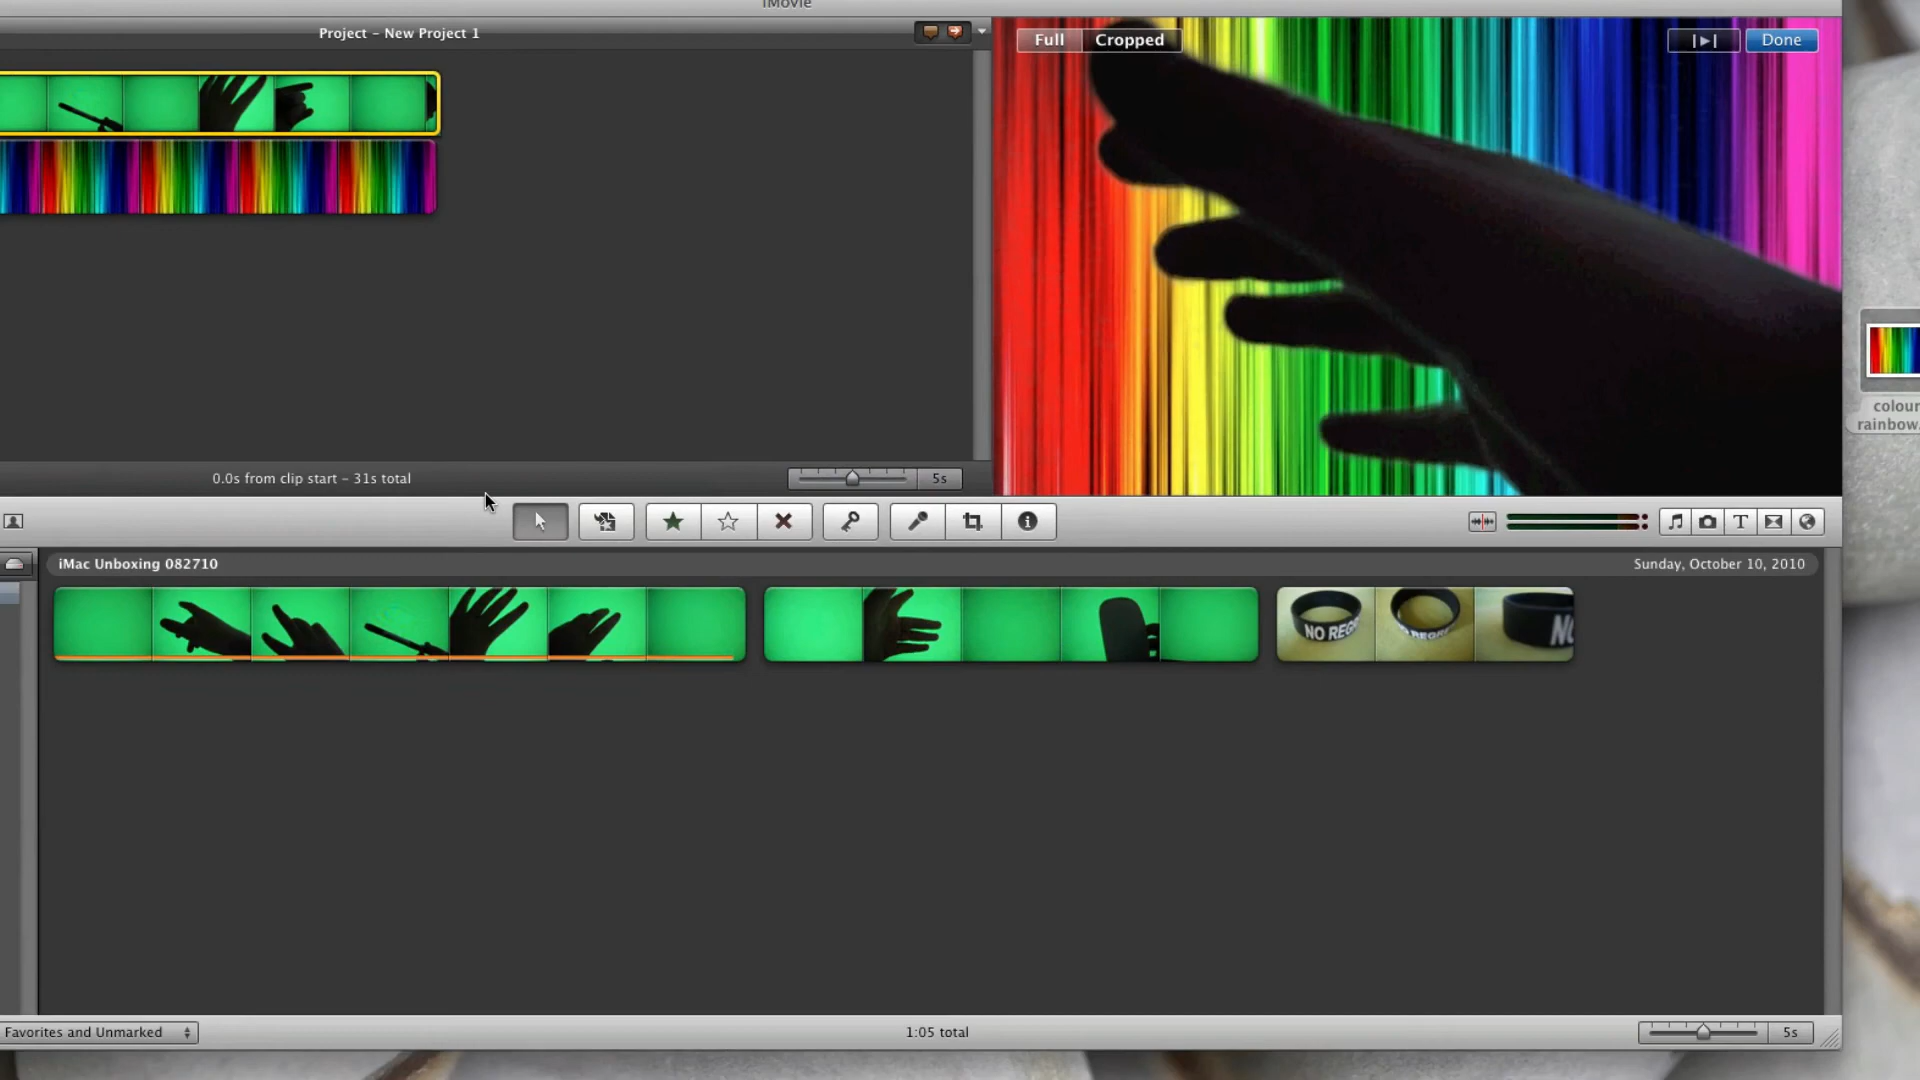 iMovie
Project – New Project 1
Full
Cropped
Done
colour
rainbow.
0.0s from clip start – 31s total
5s
iMac Unboxing 082710
Sunday, October 10, 2010
NO REG
REGR
Favorites and Unmarked
1:05 total
5s